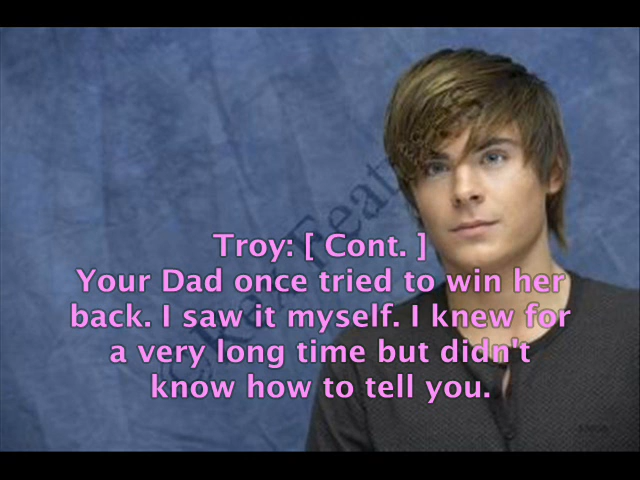 Troy: [ Cont. ]
Your Dad once tried to win her
back. I saw it myself. I knew for
a very long time but didn't
know how to tell you.